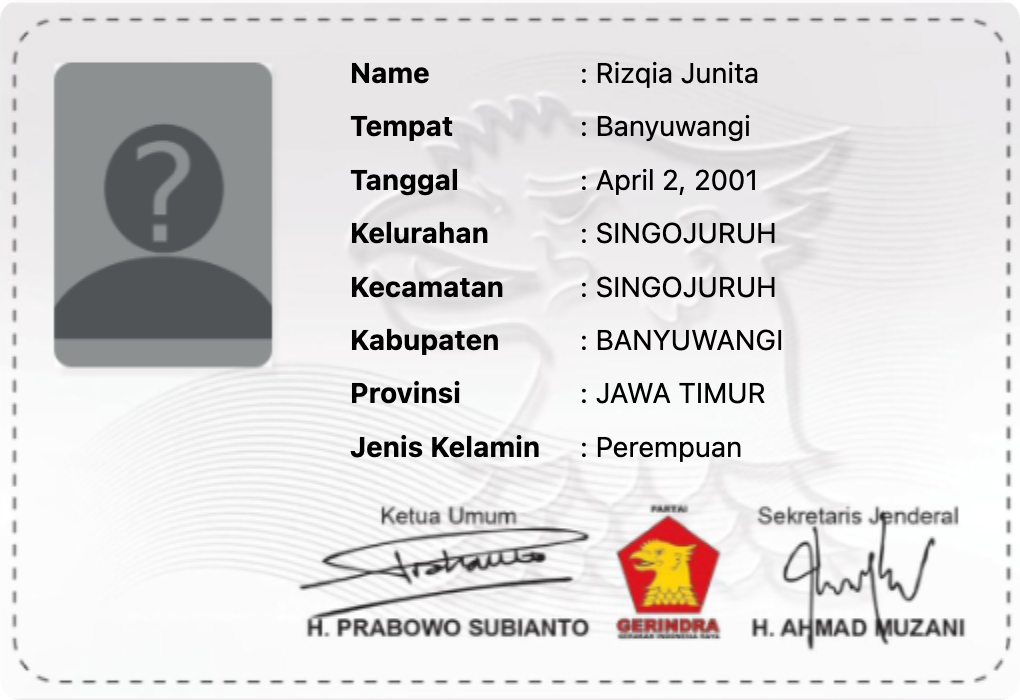 Name : Rizqia Junita
Tempat : Banyuwangi
Tanggal : April 2, 2001
Kelurahan : SINGOJURUH
Kecamatan : SINGOJURUH
Kabupaten : BANYUWANGI
Provinsi : JAWA TIMUR
Jenis Kelamin : Perempuan
Ketua Umum
PARTAI
Sekretaris Jenderal
H. PRABOWO SUBIANTO
GERINDRA
GERAKAN INDONESIA RAYA
H. AHMAD MUZANI